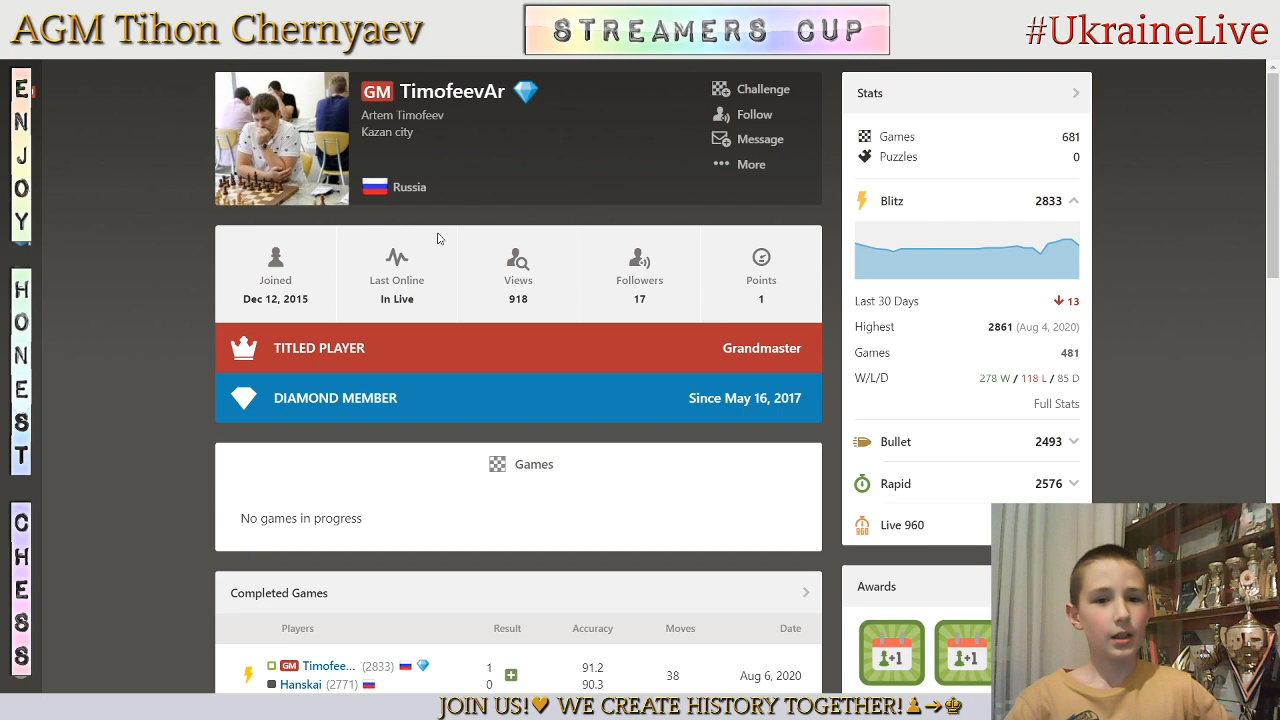 AGM Tihon Chernyaev
STREAMERS CUP
#UkraineLive
ENJOY
HONEST
CHESS
GM TimofeevAr
Artem Timofeev
Kazan city
Russia
Challenge
Follow
Message
More
Joined
Dec 12, 2015
Last Online
In Live
Views
918
Followers
17
Points
1
TITLED PLAYER Grandmaster
DIAMOND MEMBER Since May 16, 2017
Games
No games in progress
Completed Games
Players Result Accuracy Moves Date
GM Timofee... (2833) 1 91.2
Hanskai (2771) 0 90.3
38 Aug 6, 2020
Stats
Games 681
Puzzles 0
Blitz 2833
Last 30 Days 13
Highest 2861 (Aug 4, 2020)
Games 481
W/L/D 278 W / 118 L / 85 D
Full Stats
Bullet 2493
Rapid 2576
960 Live 960
Awards
+1
+1
JOIN US! WE CREATE HISTORY TOGETHER!